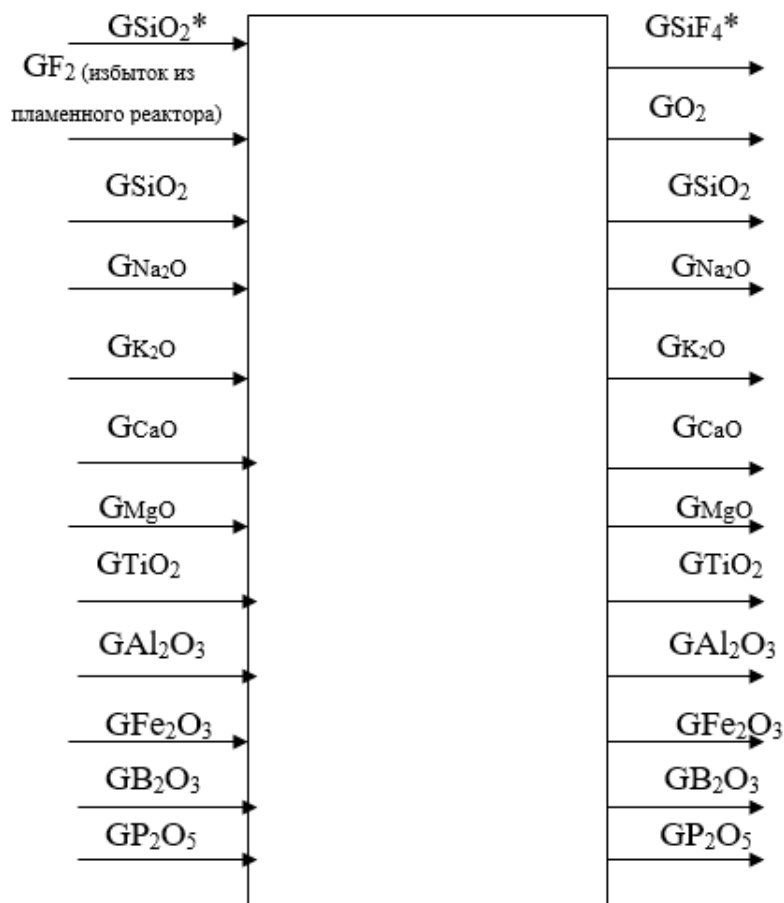 GSiO₂*
GF₂ (избыток из
пламенного реактора)
GSiO₂
GNa₂O
GK₂O
GCaO
GMgO
GTiO₂
GAl₂O₃
GFe₂O₃
GB₂O₃
GP₂O₅
GSiF₄*
GO₂
GSiO₂
GNa₂O
GK₂O
GCaO
GMgO
GTiO₂
GAl₂O₃
GFe₂O₃
GB₂O₃
GP₂O₅